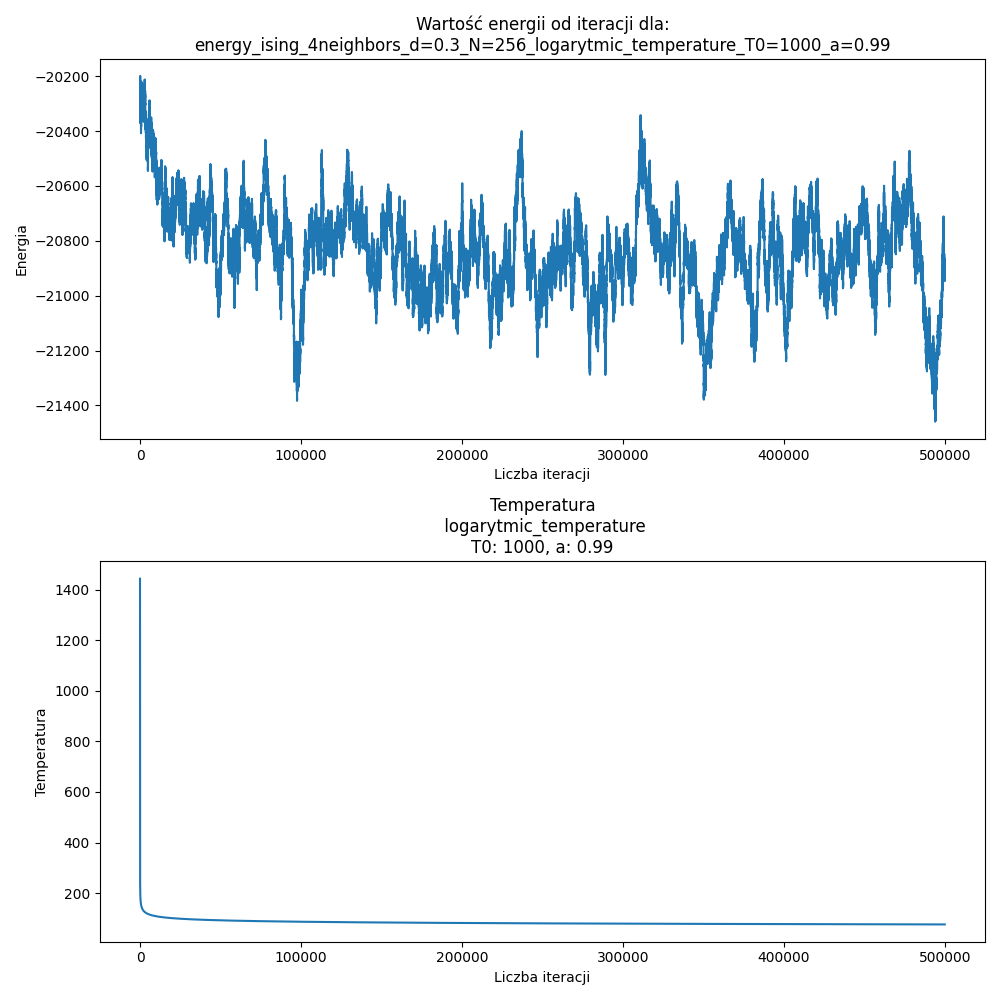 Wartość energii od iteracji dla:
energy_ising_4neighbors_d=0.3_N=256_logarytmic_temperature_T0=1000_a=0.99
−20200
−20400
−20600
−20800
−21000
−21200
−21400
Energia
0 100000 200000 300000 400000 500000
Liczba iteracji
Temperatura
logarytmic_temperature
T0: 1000, a: 0.99
1400
1200
1000
800
600
400
200
Temperatura
0 100000 200000 300000 400000 500000
Liczba iteracji